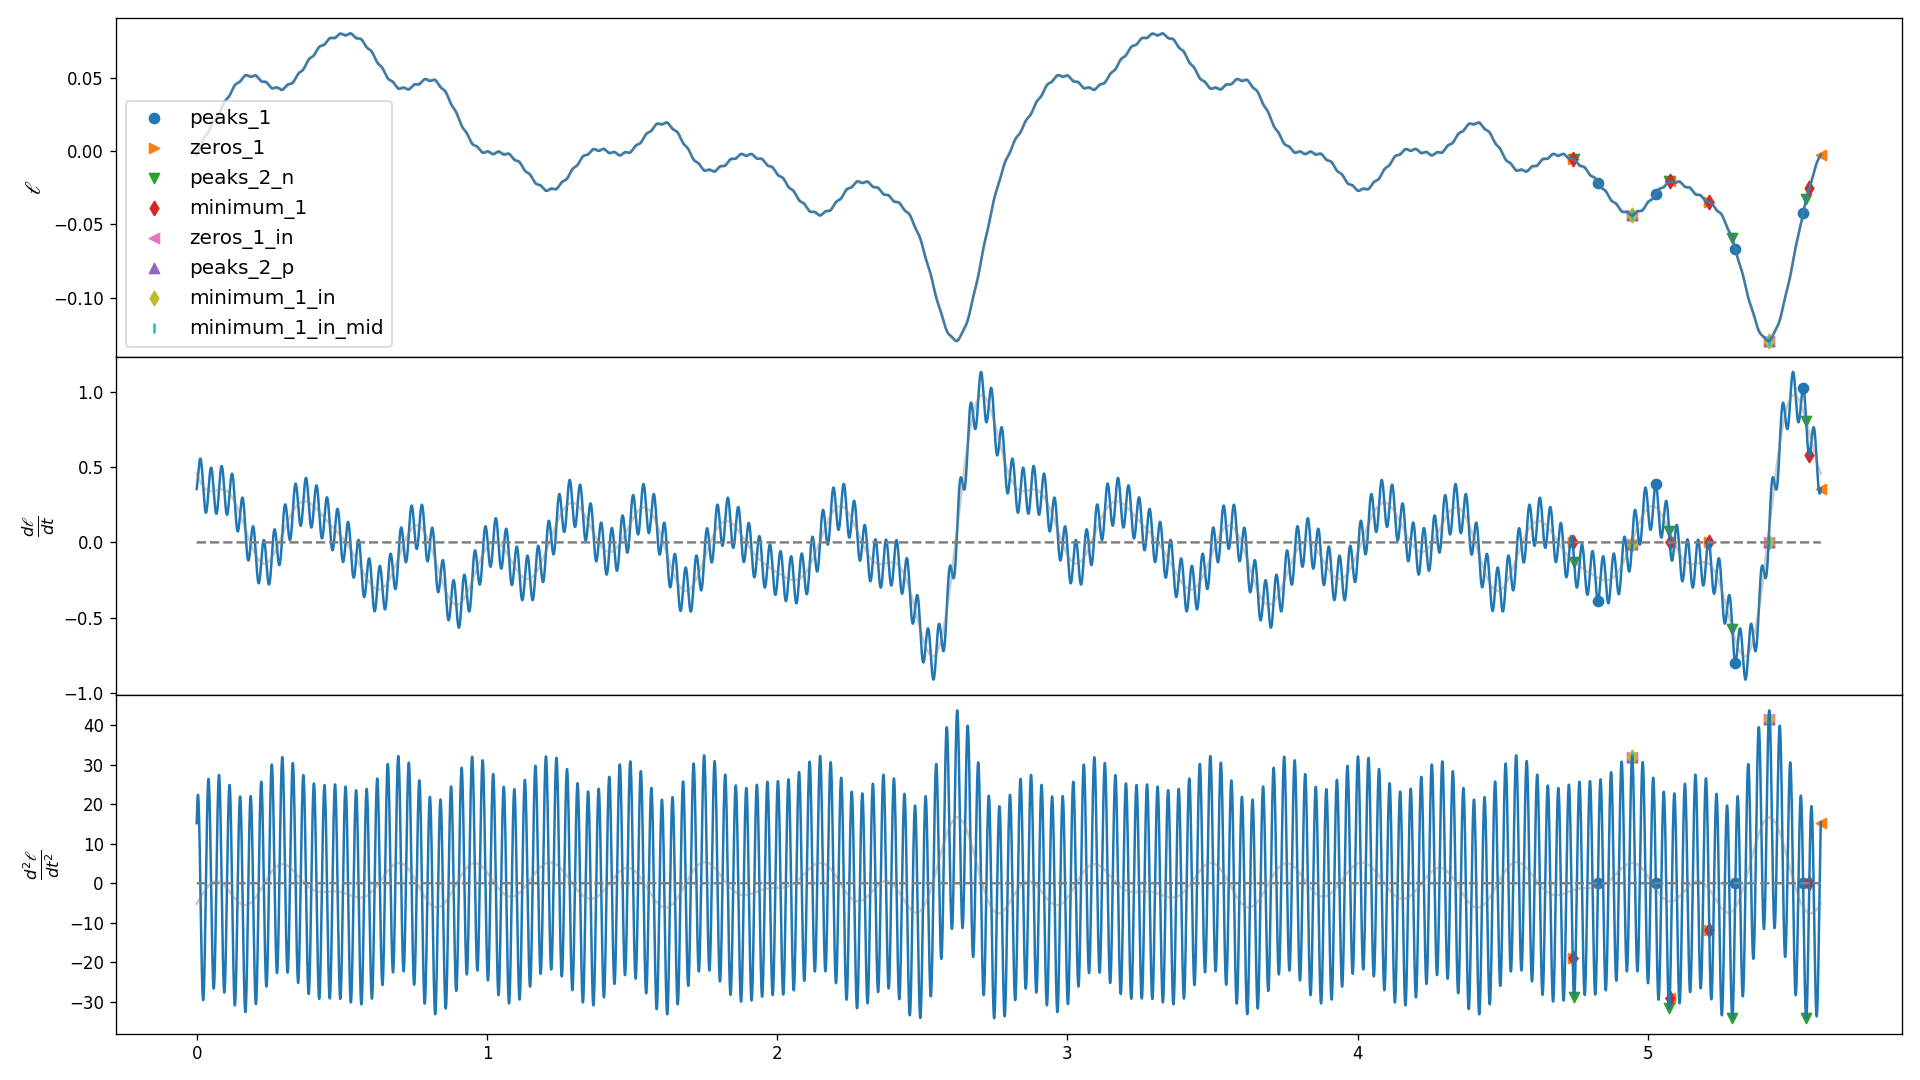 0.05
0.00
−0.05
−0.10
ℓ
peaks_1
zeros_1
peaks_2_n
minimum_1
zeros_1_in
peaks_2_p
minimum_1_in
minimum_1_in_mid
1.0
0.5
0.0
−0.5
−1.0
dℓ
dt
40
30
20
10
0
−10
−20
−30
d²ℓ
dt²
0 1 2 3 4 5